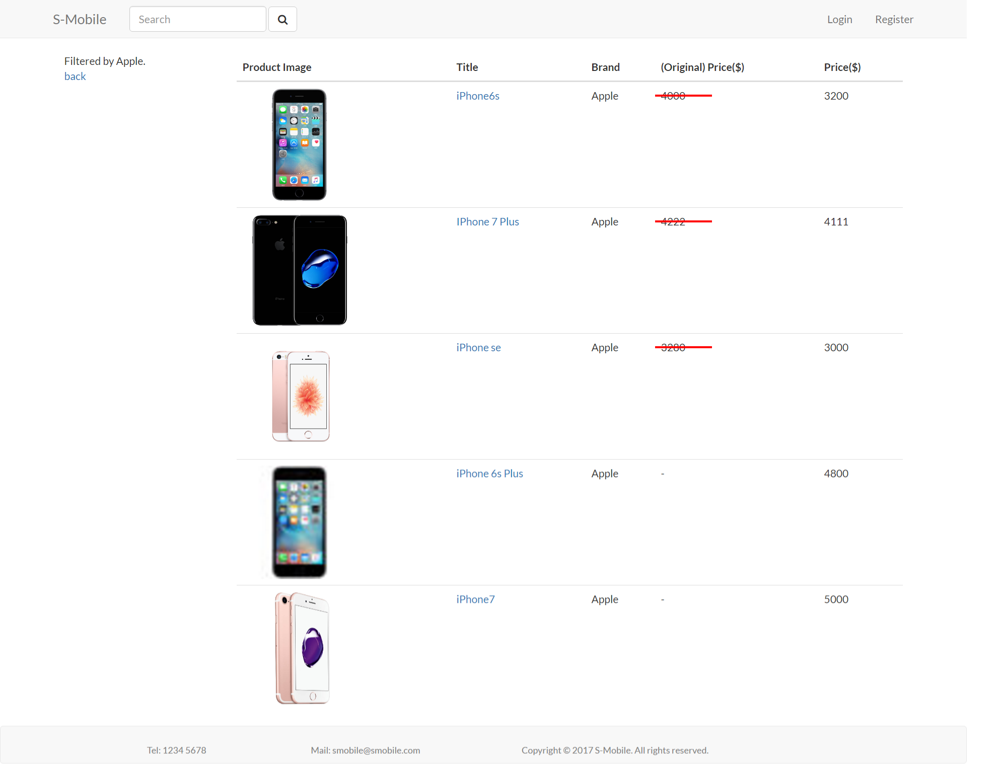 S-Mobile Search Login Register
Filtered by Apple.
back
Product Image Title Brand (Original) Price($) Price($)
iPhone6s Apple 4000 3200
IPhone 7 Plus Apple 4222 4111
iPhone
iPhone se Apple 3280 3000
iPhone 6s Plus Apple - 4800
iPhone7 Apple - 5000
Tel: 1234 5678 Mail: smobile@smobile.com Copyright © 2017 S-Mobile. All rights reserved.